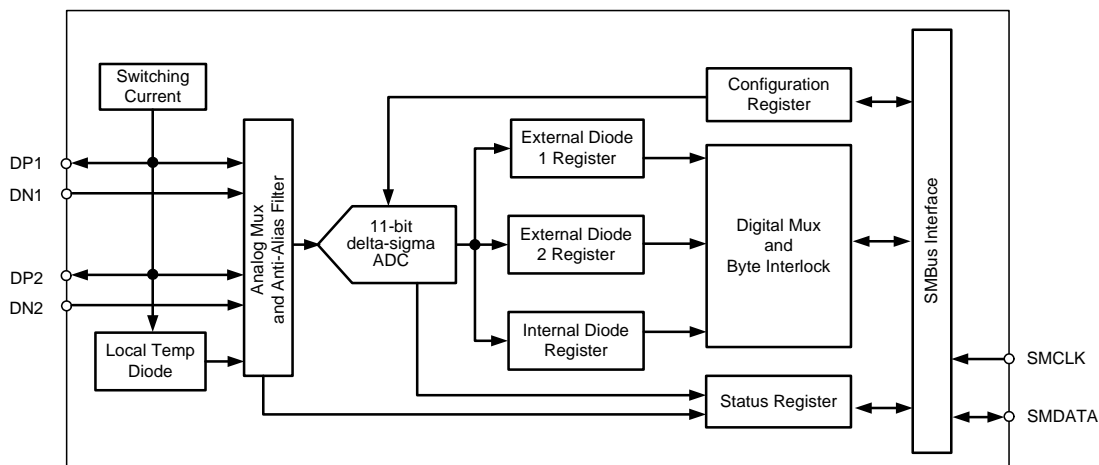 Switching
Current
DP1
DN1
DP2
DN2
Local Temp
Diode
Analog Mux
and Anti-Alias Filter
11-bit
delta-sigma
ADC
External Diode
1 Register
External Diode
2 Register
Internal Diode
Register
Configuration
Register
Digital Mux
and
Byte Interlock
Status Register
SMBus Interface
SMCLK
SMDATA